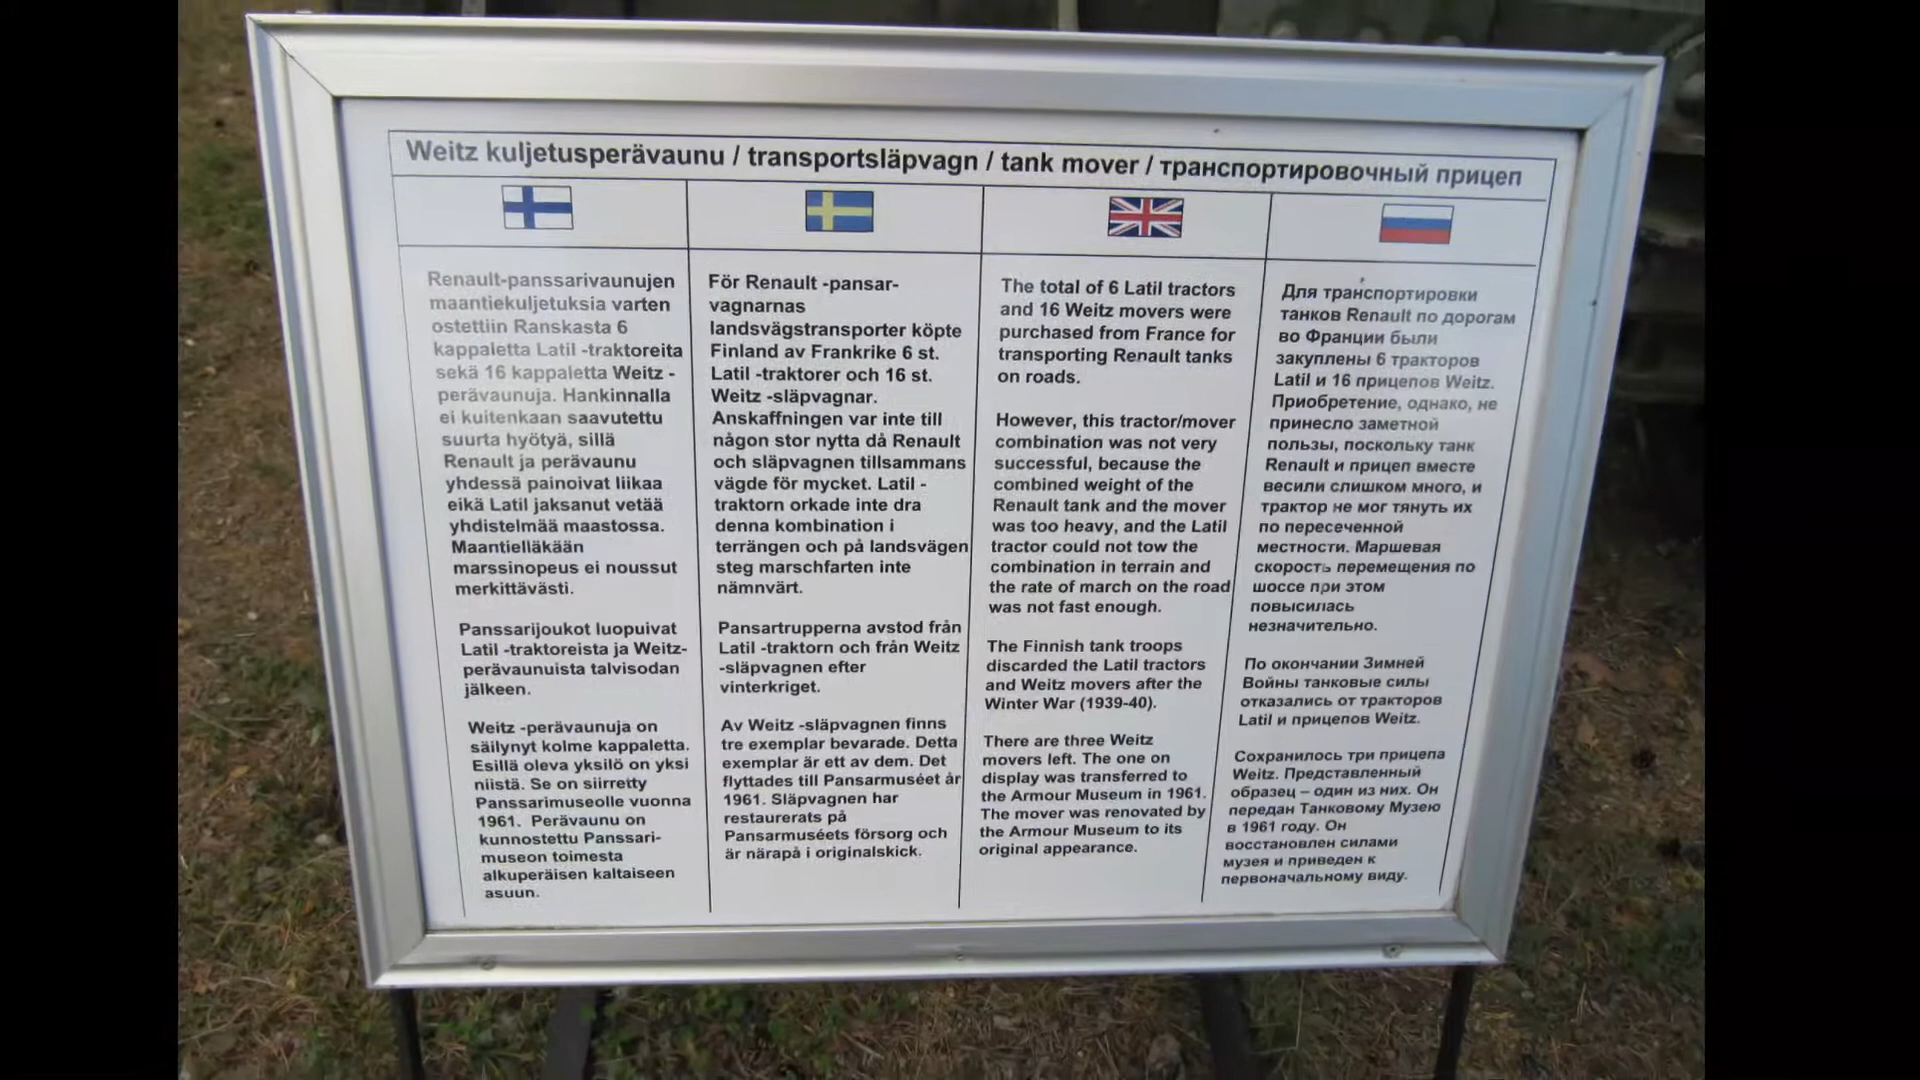 Weitz kuljetusperävaunu / transportsläpvagn / tank mover / транспортировочный прицеп
Renault-panssarivaunujen
maantiekuljetuksia varten
ostettiin Ranskasta 6
kappaletta Latil -traktoreita
sekä 16 kappaletta Weitz -
perävaunuja. Hankinnalla
ei kuitenkaan saavutettu
suurta hyötyä, sillä
Renault ja perävaunu
yhdessä painoivat liikaa
eikä Latil jaksanut vetää
yhdistelmää maastossa.
Maantielläkään
marssinopeus ei noussut
merkittävästi.
Panssarijoukot luopuivat
Latil -traktoreista ja Weitz-
perävaunuista talvisodan
jälkeen.
Weitz -perävaunuja on
säilynyt kolme kappaletta.
Esillä oleva yksilö on yksi
niistä. Se on siirretty
Panssarimuseolle vuonna
1961. Perävaunu on
kunnostettu Panssari-
museon toimesta
alkuperäisen kaltaiseen
asuun.
För Renault -pansar-
vagnarnas
landsvägstransporter köpte
Finland av Frankrike 6 st.
Latil -traktorer och 16 st.
Weitz -släpvagnar.
Anskaffningen var inte till
någon stor nytta då Renault
och släpvagnen tillsammans
vägde för mycket. Latil -
traktorn orkade inte dra
denna kombination i
terrängen och på landsvägen
steg marschfarten inte
nämnvärt.
Pansartrupperna avstod från
Latil -traktorn och från Weitz
-släpvagnen efter
vinterkriget.
Av Weitz -släpvagnen finns
tre exemplar bevarade. Detta
exemplar är ett av dem. Det
flyttades till Pansarmuséet år
1961. Släpvagnen har
restaurerats på
Pansarmuséets försorg och
är närapå i originalskick.
The total of 6 Latil tractors
and 16 Weitz movers were
purchased from France for
transporting Renault tanks
on roads.
However, this tractor/mover
combination was not very
successful, because the
combined weight of the
Renault tank and the mover
was too heavy, and the Latil
tractor could not tow the
combination in terrain and
the rate of march on the road
was not fast enough.
The Finnish tank troops
discarded the Latil tractors
and Weitz movers after the
Winter War (1939-40).
There are three Weitz
movers left. The one on
display was transferred to
the Armour Museum in 1961.
The mover was renovated by
the Armour Museum to its
original appearance.
Для транспортировки
танков Renault по дорогам
во Франции были
закуплены 6 тракторов
Latil и 16 прицепов Weitz.
Приобретение, однако, не
принесло заметной
пользы, поскольку танк
Renault и прицеп вместе
весили слишком много, и
трактор не мог тянуть их
по пересеченной
местности. Маршевая
скорость перемещения по
шоссе при этом
повысилась
незначительно.
По окончании Зимней
Войны танковые силы
отказались от тракторов
Latil и прицепов Weitz.
Сохранилось три прицепа
Weitz. Представленный
образец – один из них. Он
передан Танковому Музею
в 1961 году. Он
восстановлен силами
музея и приведен к
первоначальному виду.